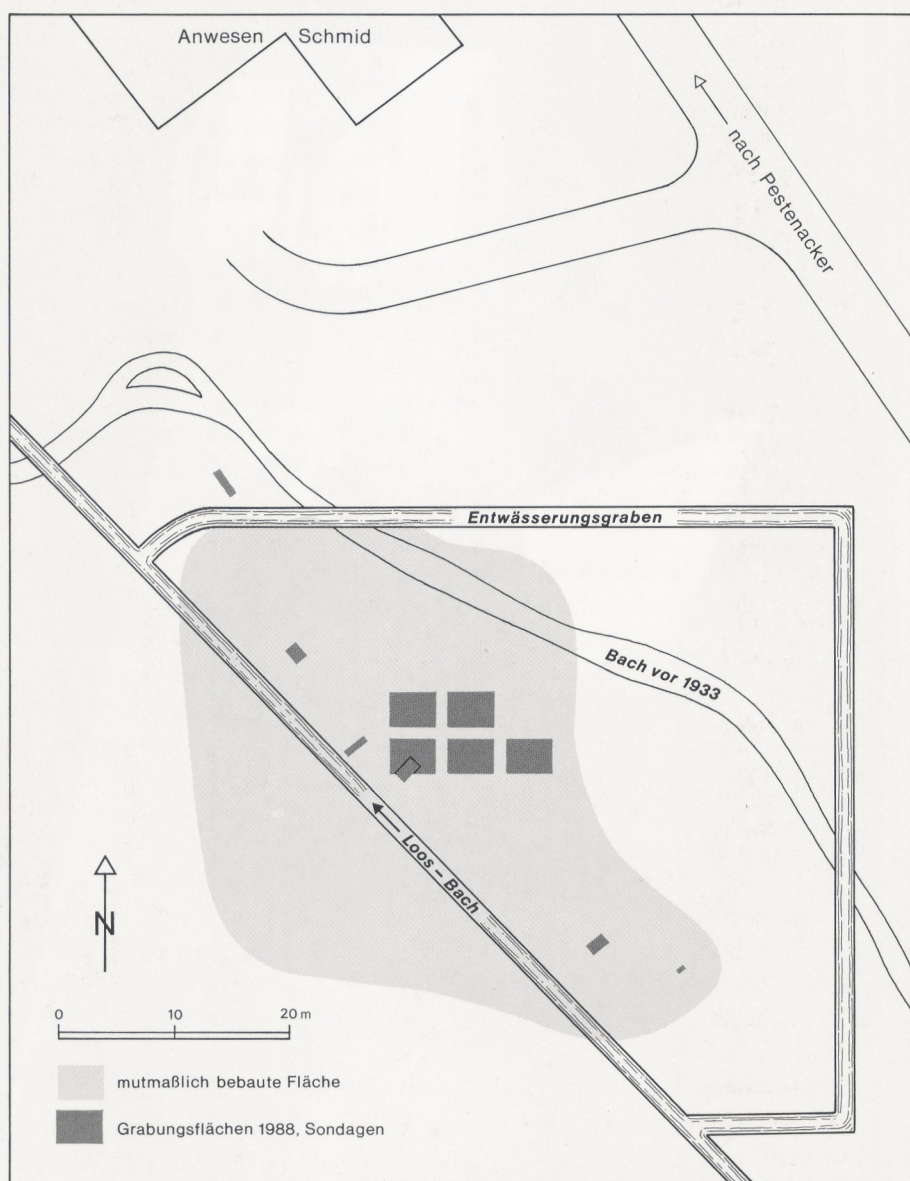 Anwesen Schmid
nach Pestenacker
Entwässerungsgraben
Bach vor 1933
Loos – Bach
N
0 10 20 m
mutmaßlich bebaute Fläche
Grabungsflächen 1988, Sondagen